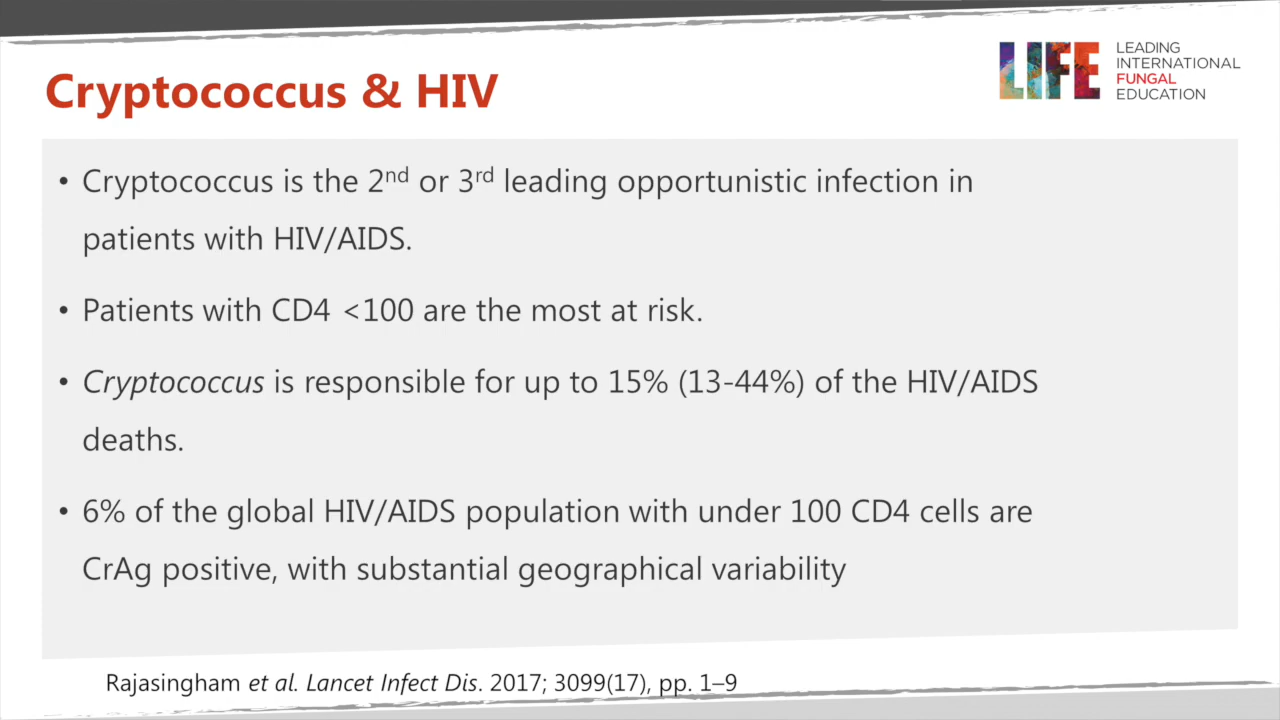 Cryptococcus & HIV
LIFE
LEADING
INTERNATIONAL
FUNGAL
EDUCATION
• Cryptococcus is the 2nd or 3rd leading opportunistic infection in
patients with HIV/AIDS.
• Patients with CD4 <100 are the most at risk.
• Cryptococcus is responsible for up to 15% (13-44%) of the HIV/AIDS
deaths.
• 6% of the global HIV/AIDS population with under 100 CD4 cells are
CrAg positive, with substantial geographical variability
Rajasingham et al. Lancet Infect Dis. 2017; 3099(17), pp. 1–9